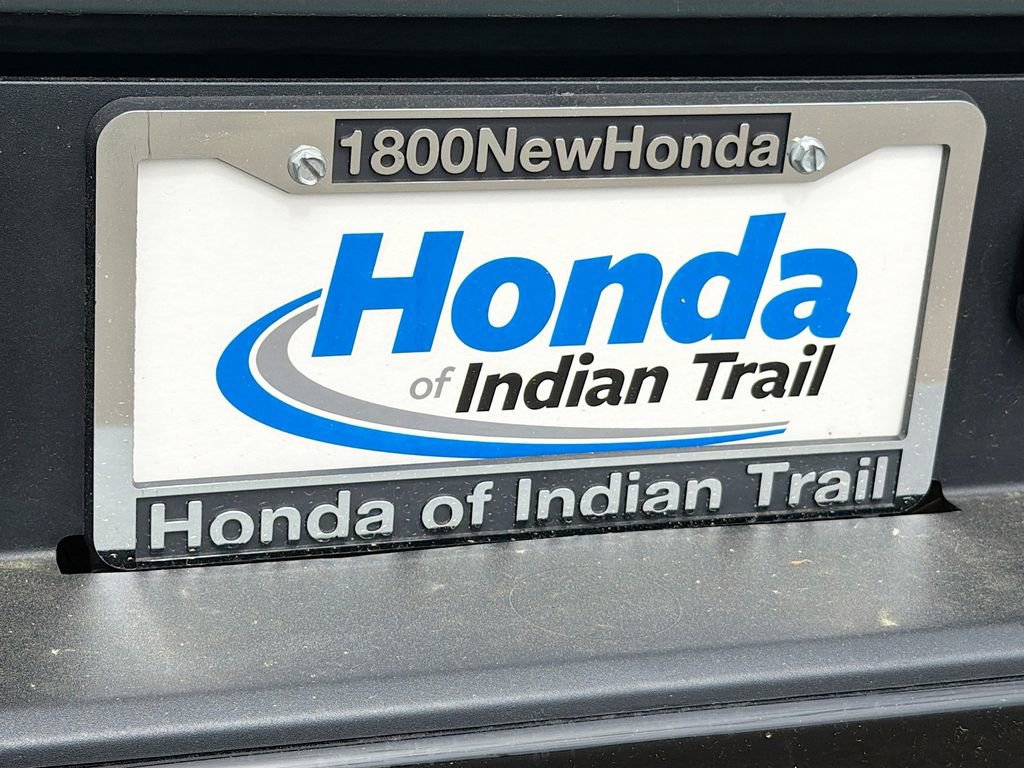 1800NewHonda
Honda
of Indian Trail
Honda of Indian Trail